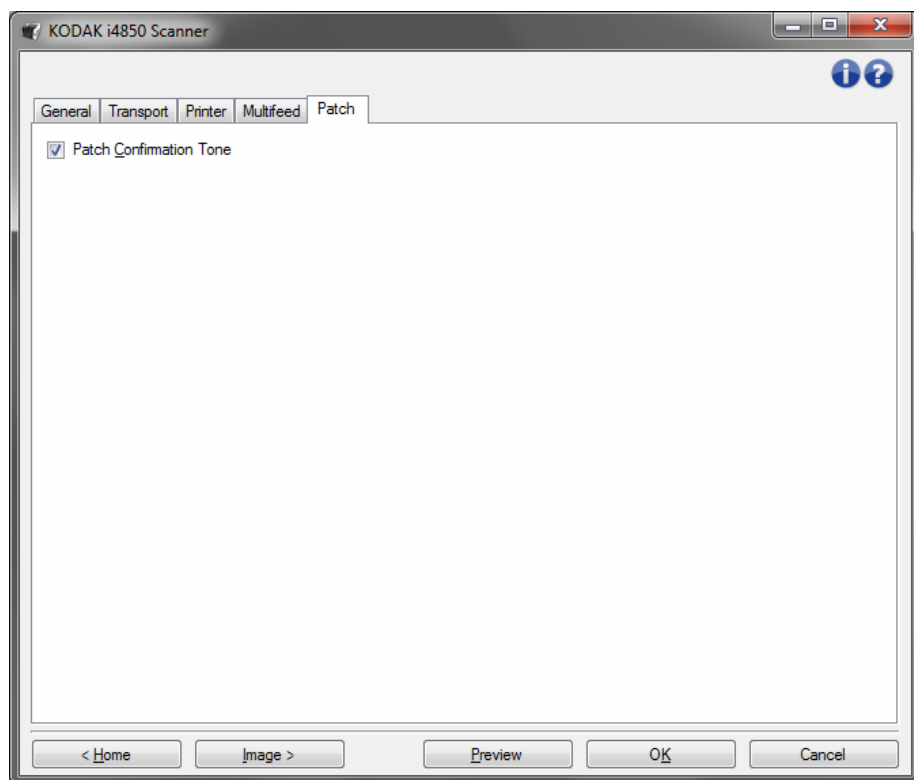 KODAK i4850 Scanner
General Transport Printer Multifeed Patch
Patch Confirmation Tone
< Home Image > Preview OK Cancel